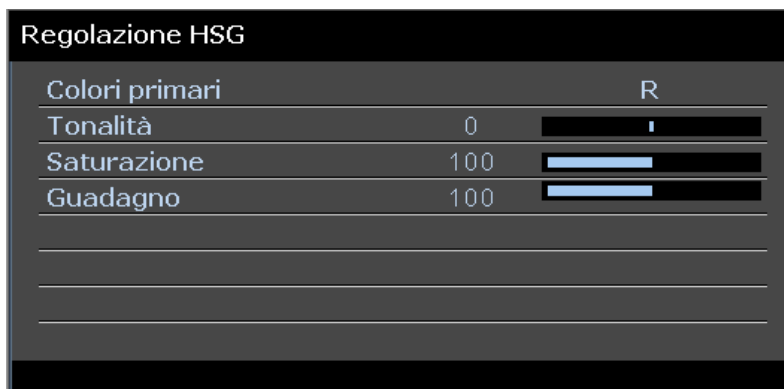 Regolazione HSG
Colori primari R
Tonalità 0
Saturazione 100
Guadagno 100